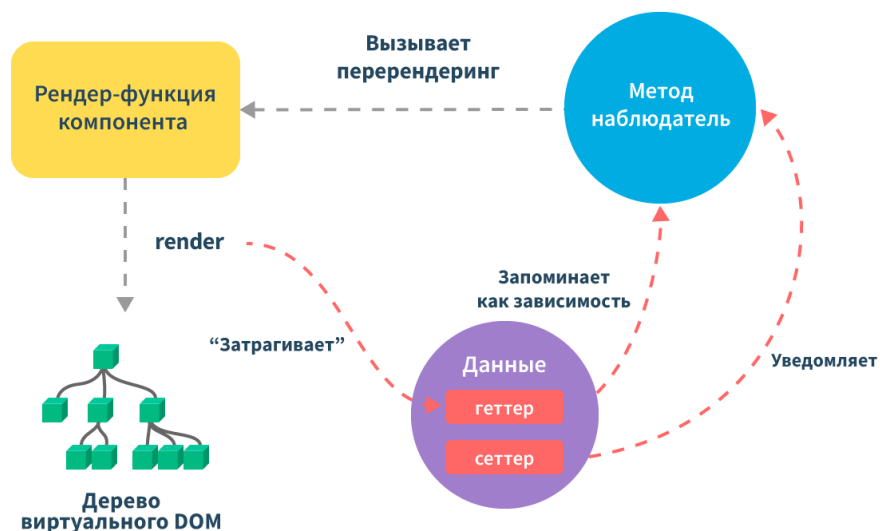 Вызывает
перерендеринг
Рендер-функция
компонента
Метод
наблюдатель
render
Запоминает
как зависимость
“Затрагивает”
Данные
Уведомляет
геттер
сеттер
Дерево
виртуального DOM